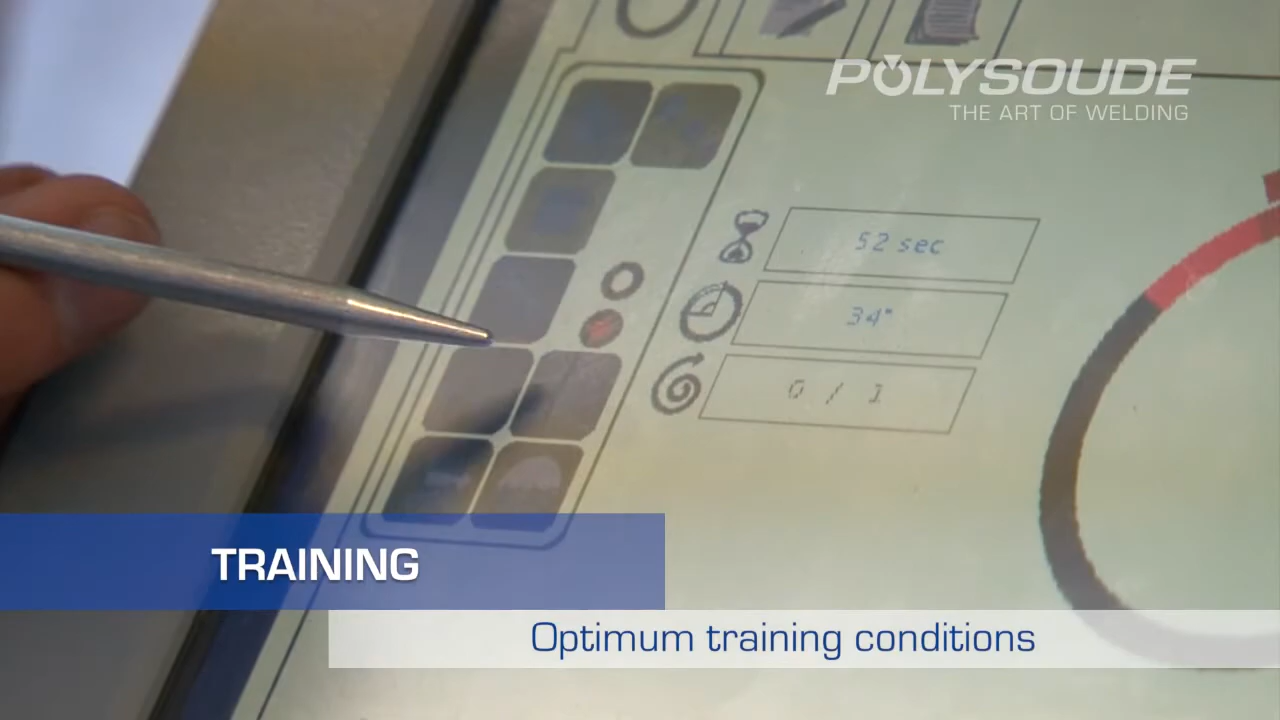 POLYSOUDE
THE ART OF WELDING
52 sec
34°
0 / 1
TRAINING
Optimum training conditions